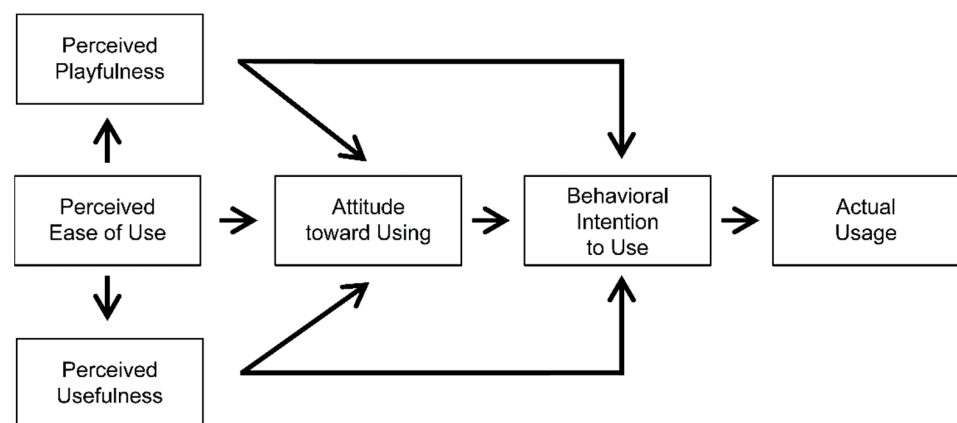 Perceived
Playfulness
Perceived
Ease of Use
Attitude
toward Using
Behavioral
Intention
to Use
Actual
Usage
Perceived
Usefulness